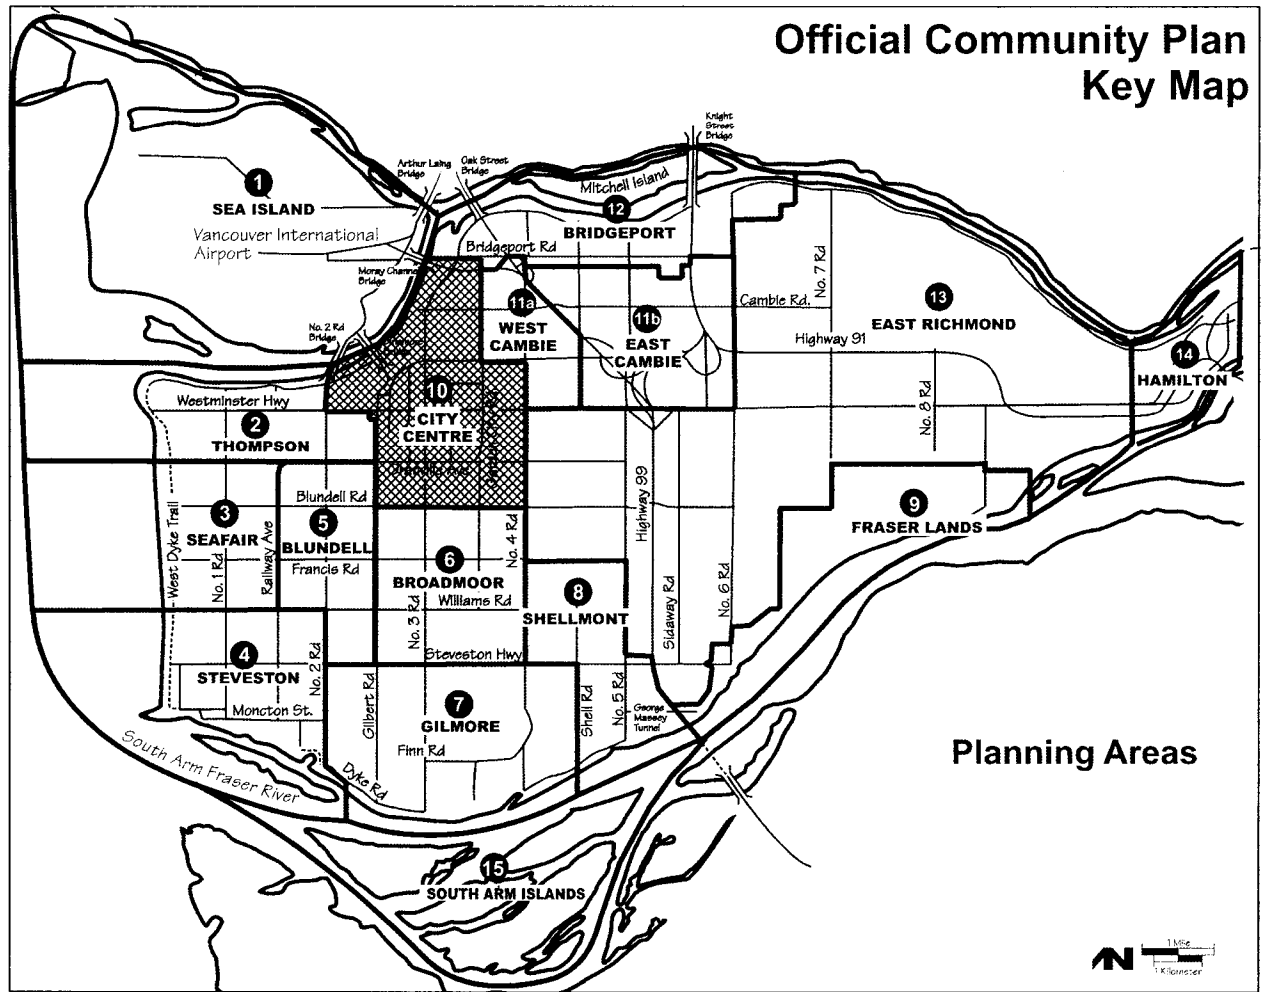 Official Community Plan
Key Map
Knight
Street
Bridge
Arthur Laing
Bridge
Oak Street
Bridge
Mitchell Island
1
SEA ISLAND
12
BRIDGEPORT
Vancouver International
Airport
Bridgeport Rd
Moray Channel
Bridge
No. 7 Rd
11a
WEST
CAMBIE
11b
EAST
CAMBIE
Cambie Rd.
13
EAST RICHMOND
No. 2 Rd
Bridge
Highway 91
14
HAMILTON
10
CITY
CENTRE
Westminster Hwy
No. 8 Rd
2
THOMPSON
Blundell Rd
West Dyke Trail
3
SEAFAIR
Railway Ave
5
BLUNDELL
No. 4 Rd
Highway 99
9
FRASER LANDS
Francis Rd
No. 1 Rd
6
BROADMOOR
Williams Rd
No. 3 Rd
8
SHELLMONT
Sidaway Rd
No. 6 Rd
4
STEVESTON
No. 2 Rd
Steveston Hwy
Moncton St.
Gilbert Rd
7
GILMORE
Finn Rd
Shell Rd
No. 5 Rd
George
Massey
Tunnel
Planning Areas
South Arm Fraser River
Dyke Rd
15
SOUTH ARM ISLANDS
N
1 Mile
1 Kilometer